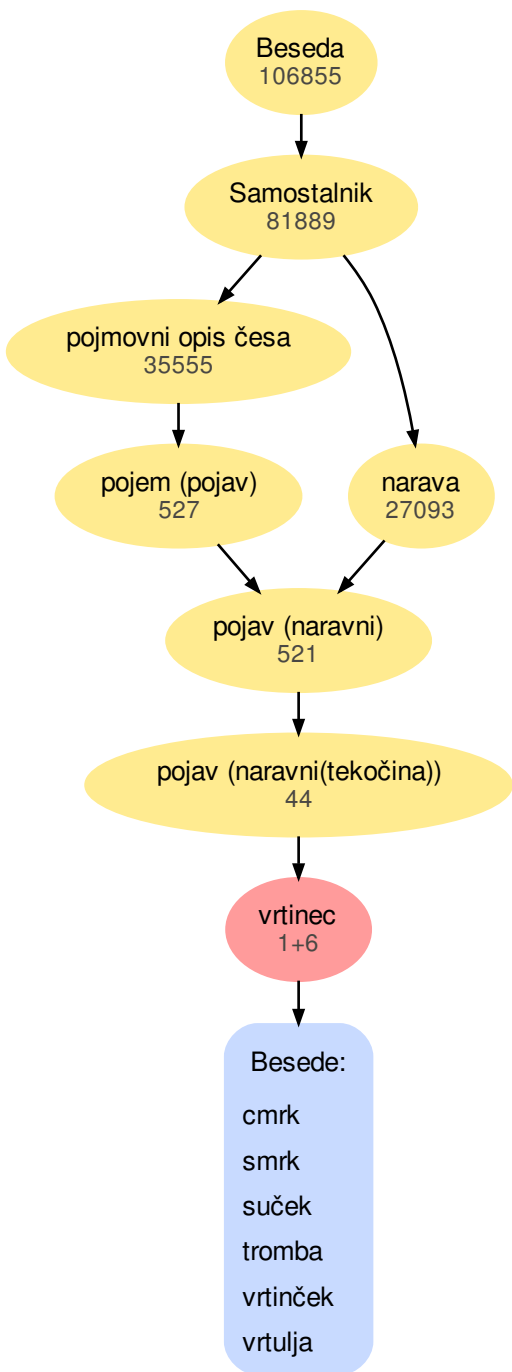 Beseda
106855
Samostalnik
81889
pojmovni opis česa
35555
pojem (pojav)
527
narava
27093
pojav (naravni)
521
pojav (naravni(tekočina))
44
vrtinec
1+6
Besede:
cmrk
smrk
suček
tromba
vrtinček
vrtulja